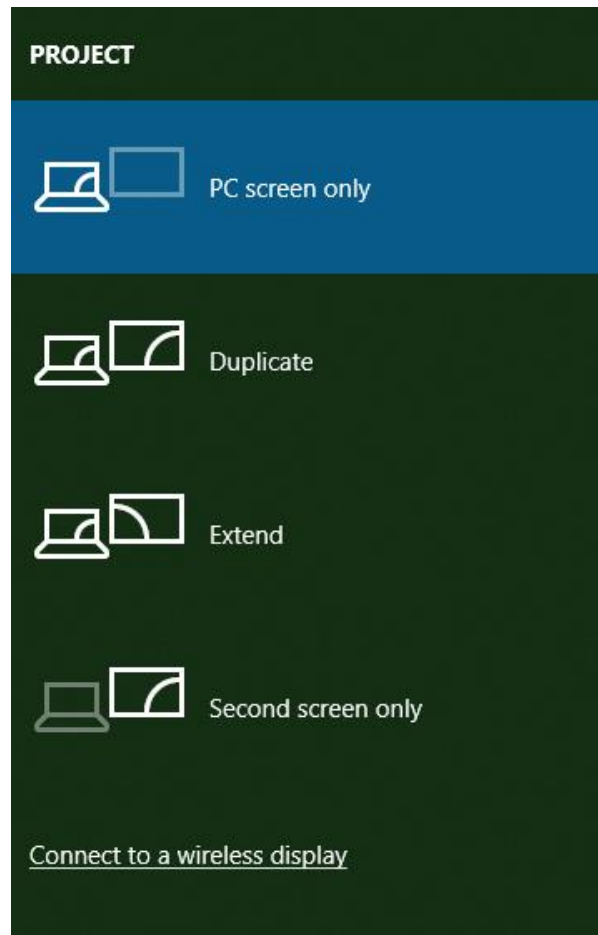 PROJECT
PC screen only
Duplicate
Extend
Second screen only
Connect to a wireless display